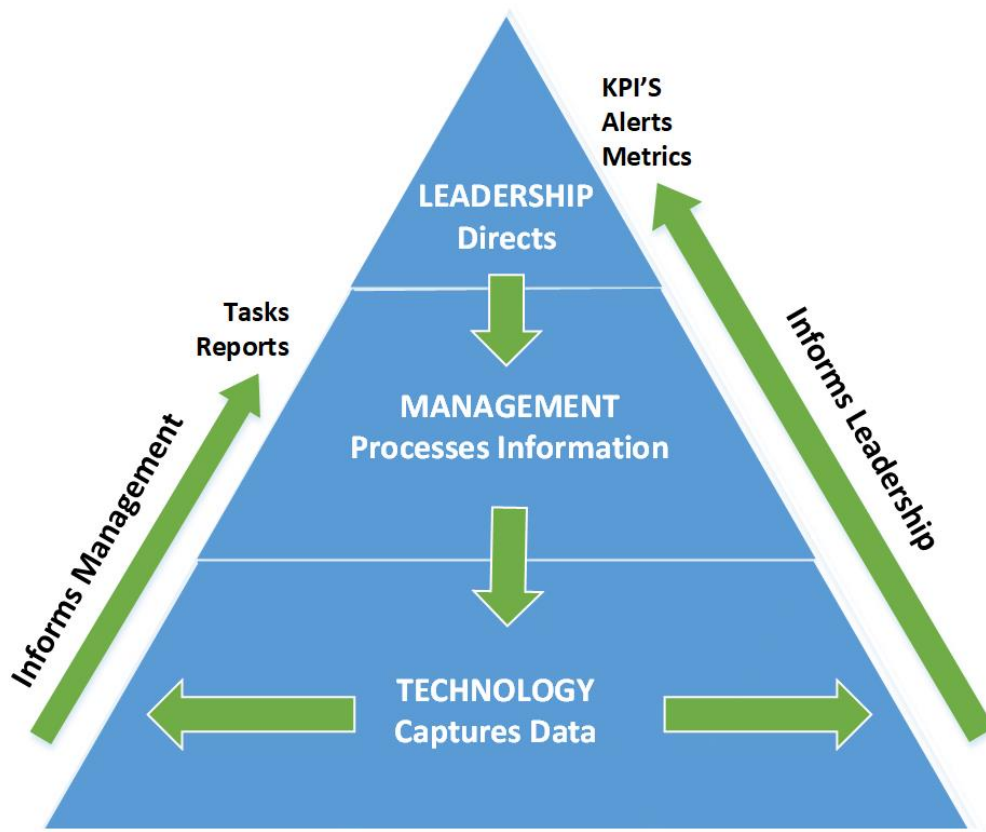 KPI'S
Alerts
Metrics
LEADERSHIP
Directs
Tasks
Reports
MANAGEMENT
Processes Information
Informs Management
Informs Leadership
TECHNOLOGY
Captures Data